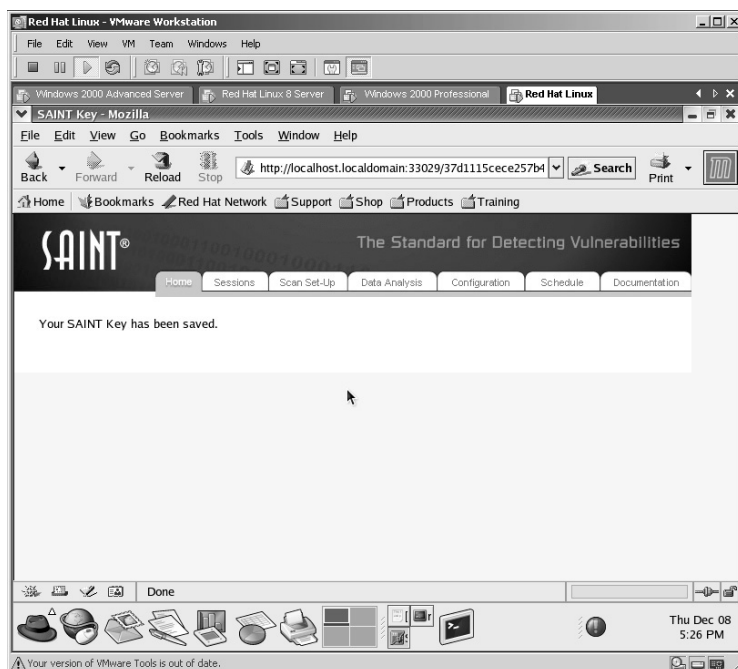 Red Hat Linux - VMware Workstation
File Edit View VM Team Windows Help
Windows 2000 Advanced Server Red Hat Linux 8 Server Windows 2000 Professional Red Hat Linux
SAINT Key - Mozilla
File Edit View Go Bookmarks Tools Window Help
Back Forward Reload Stop http://localhost.localdomain:33029/37d1115cece257b4 Search Print
Home Bookmarks Red Hat Network Support Shop Products Training
SAINT® The Standard for Detecting Vulnerabilities
Home Sessions Scan Set-Up Data Analysis Configuration Schedule Documentation
Your SAINT Key has been saved.
Done
Thu Dec 08
5:26 PM
Your version of VMware Tools is out of date.